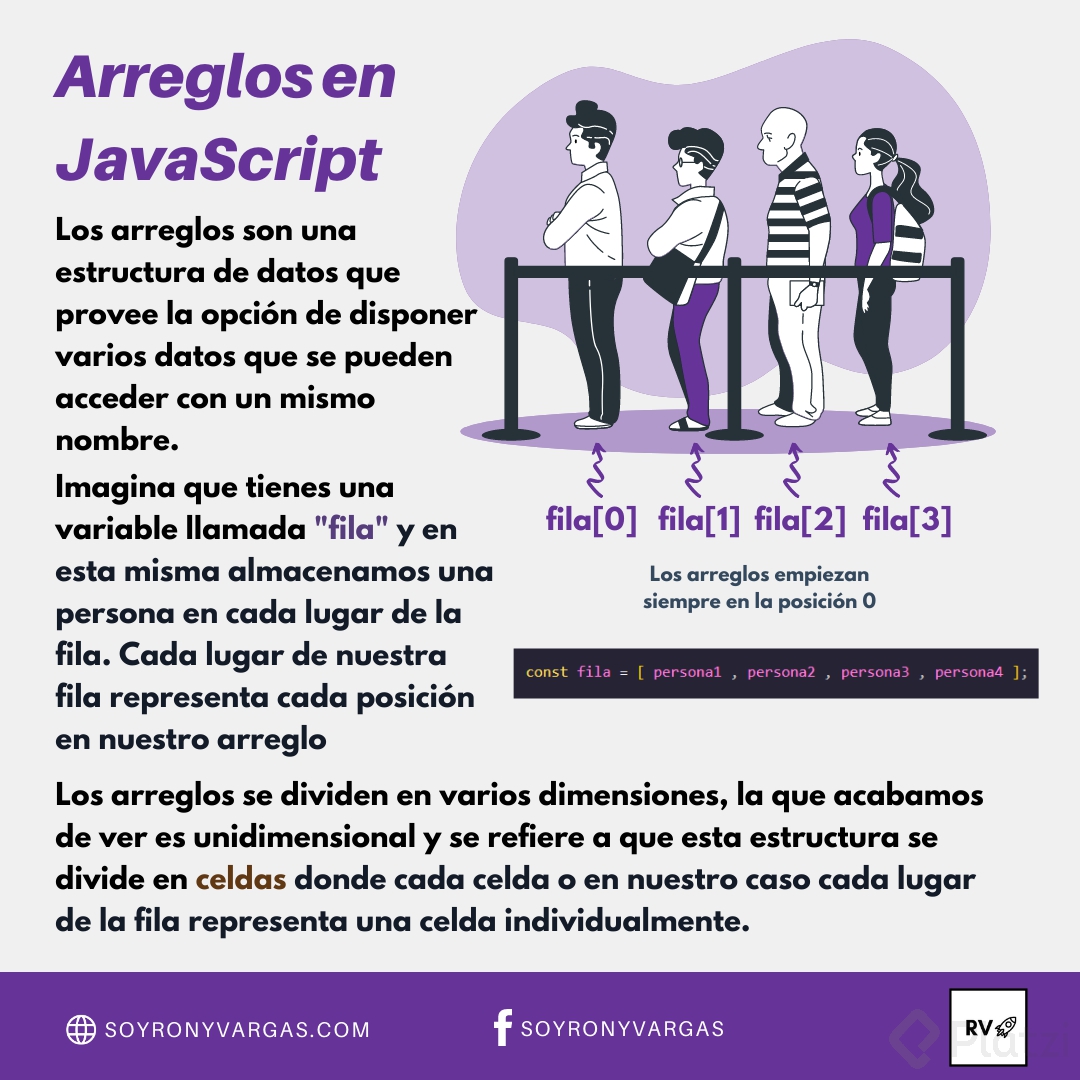 Arreglos en
JavaScript
Los arreglos son una
estructura de datos que
provee la opción de disponer
varios datos que se pueden
acceder con un mismo
nombre.
Imagina que tienes una
variable llamada "fila" y en
esta misma almacenamos una
persona en cada lugar de la
fila. Cada lugar de nuestra
fila representa cada posición
en nuestro arreglo
fila[0] fila[1] fila[2] fila[3]
Los arreglos empiezan
siempre en la posición 0
const fila = [ persona1 , persona2 , persona3 , persona4 ];
Los arreglos se dividen en varios dimensiones, la que acabamos
de ver es unidimensional y se refiere a que esta estructura se
divide en celdas donde cada celda o en nuestro caso cada lugar
de la fila representa una celda individualmente.
SOYRONYVARGAS.COM
SOYRONYVARGAS
RV